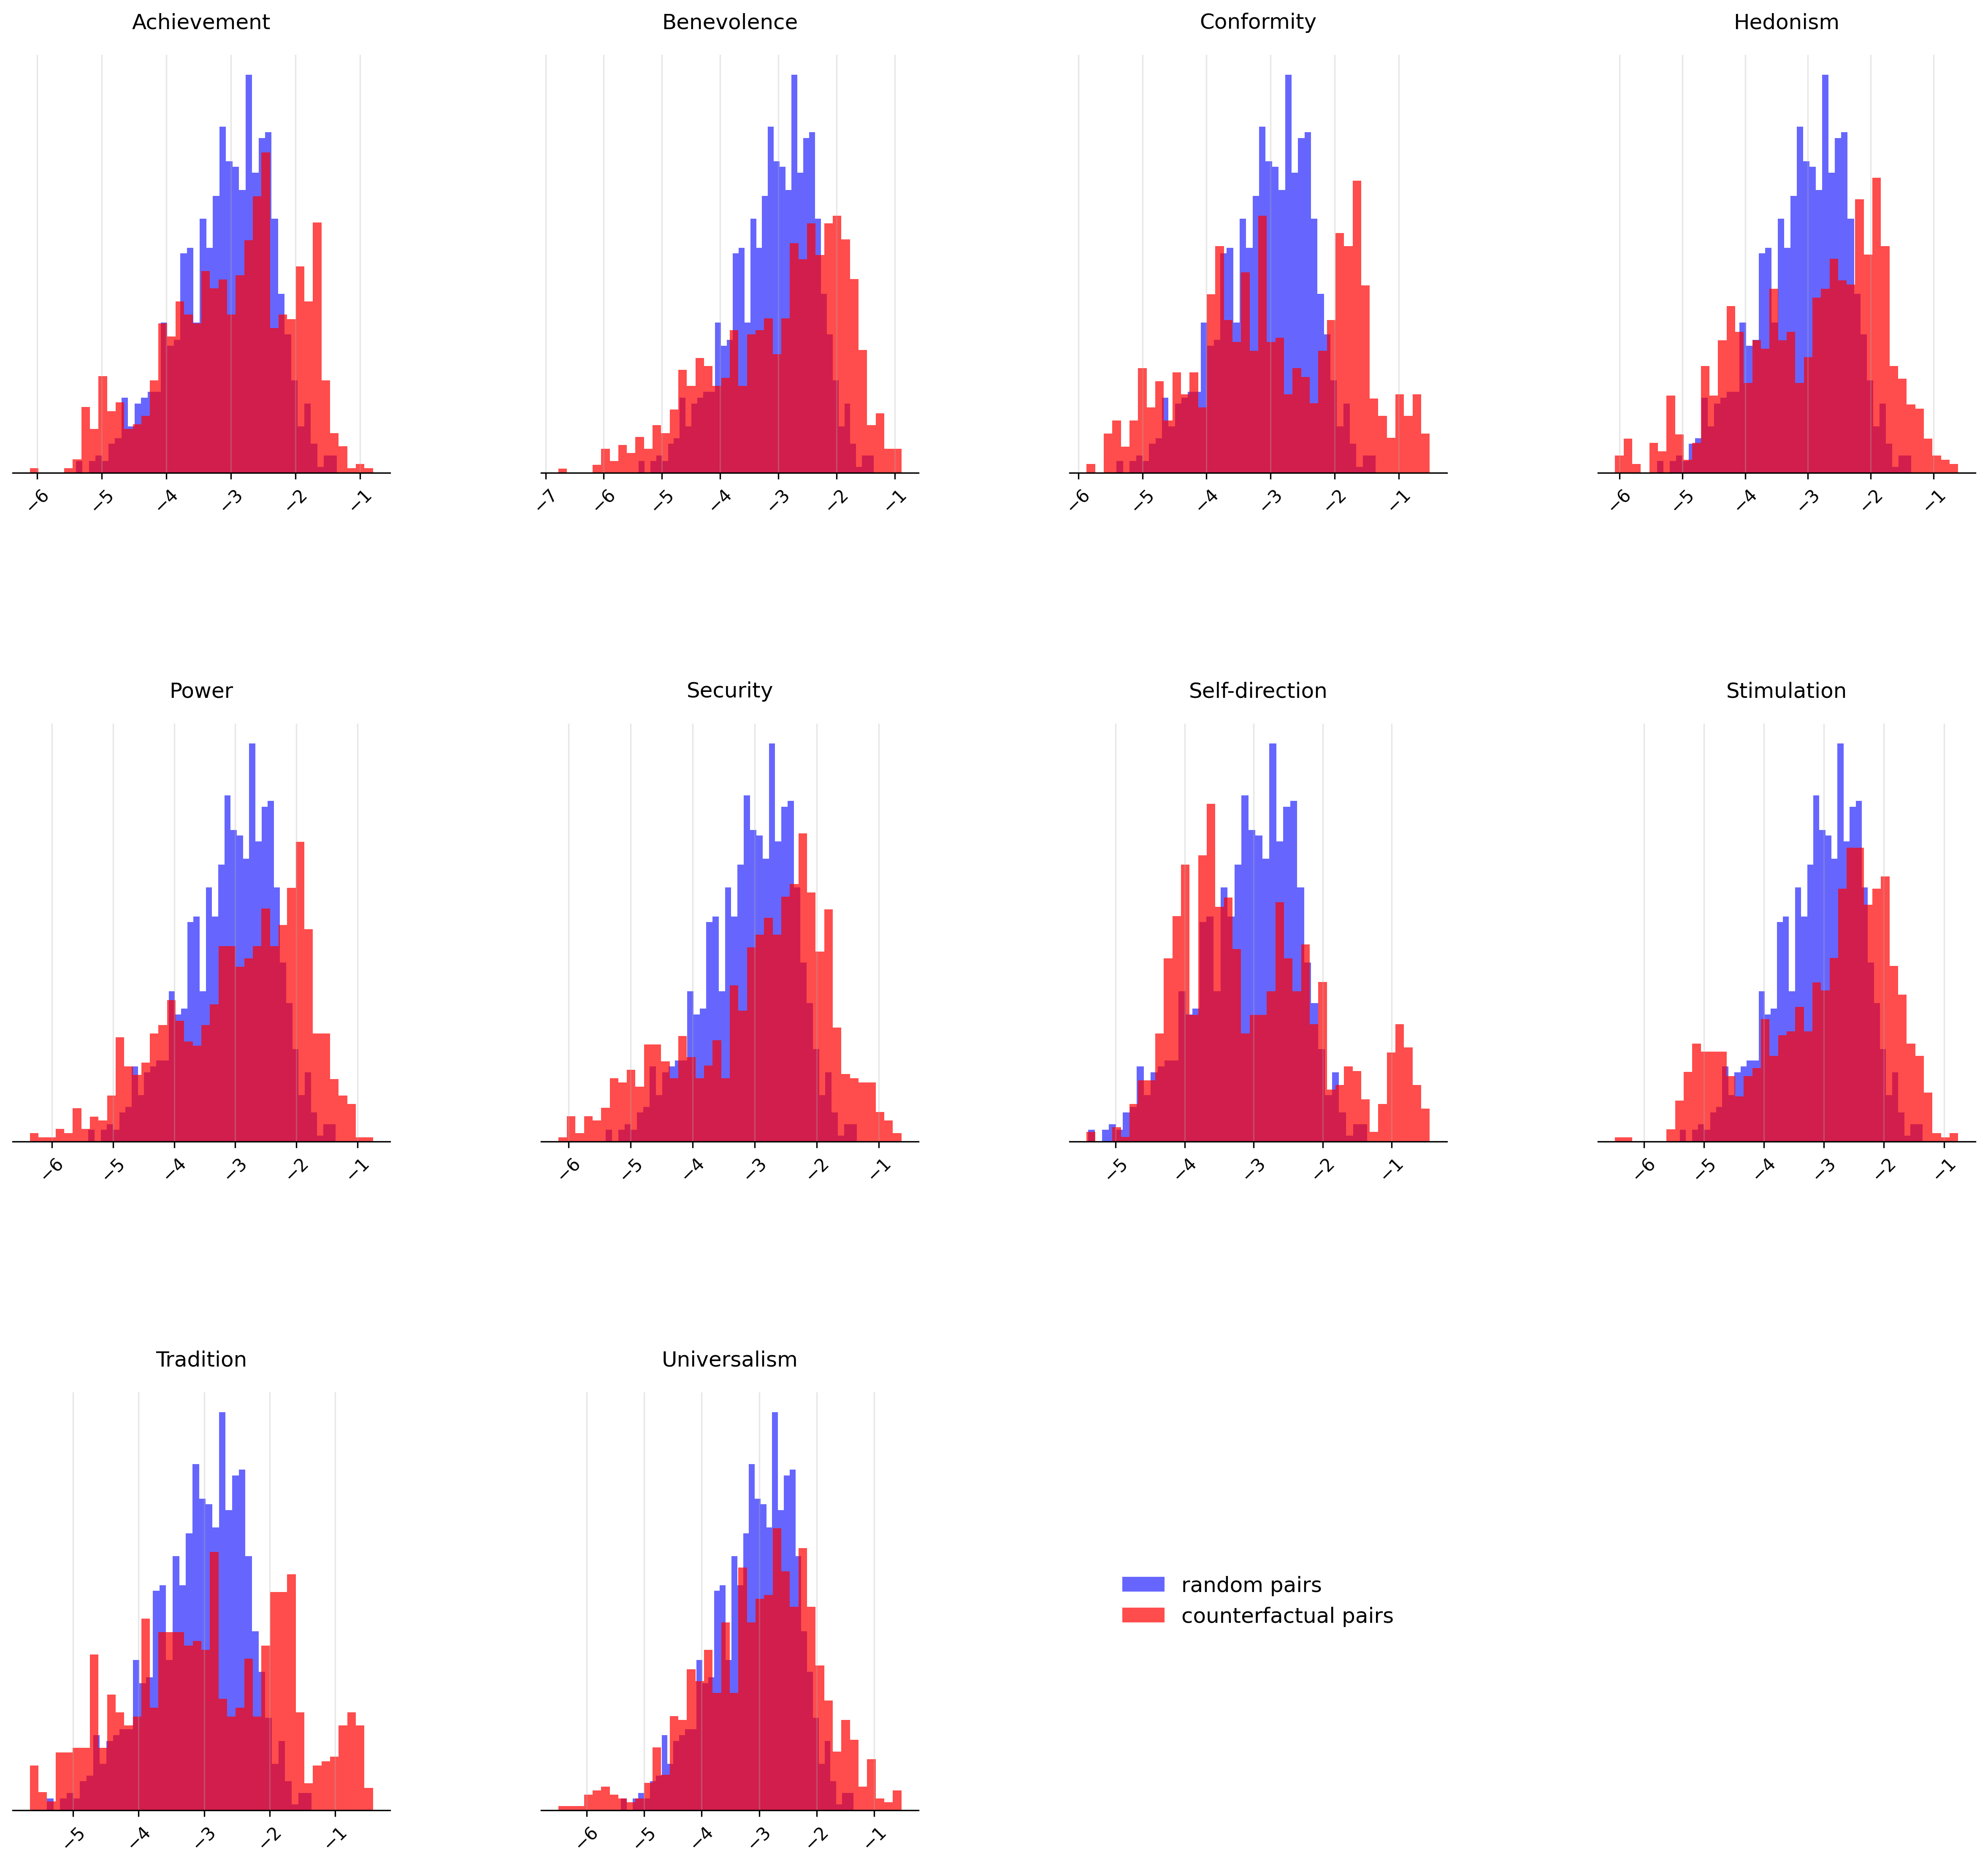 Achievement Benevolence Conformity Hedonism
−6 −5 −4 −3 −2 −1
−7 −6 −5 −4 −3 −2 −1
−6 −5 −4 −3 −2 −1
−6 −5 −4 −3 −2 −1
Power Security Self-direction Stimulation
−6 −5 −4 −3 −2 −1
−6 −5 −4 −3 −2 −1
−5 −4 −3 −2 −1
−6 −5 −4 −3 −2 −1
Tradition Universalism
random pairs
counterfactual pairs
−5 −4 −3 −2 −1
−6 −5 −4 −3 −2 −1